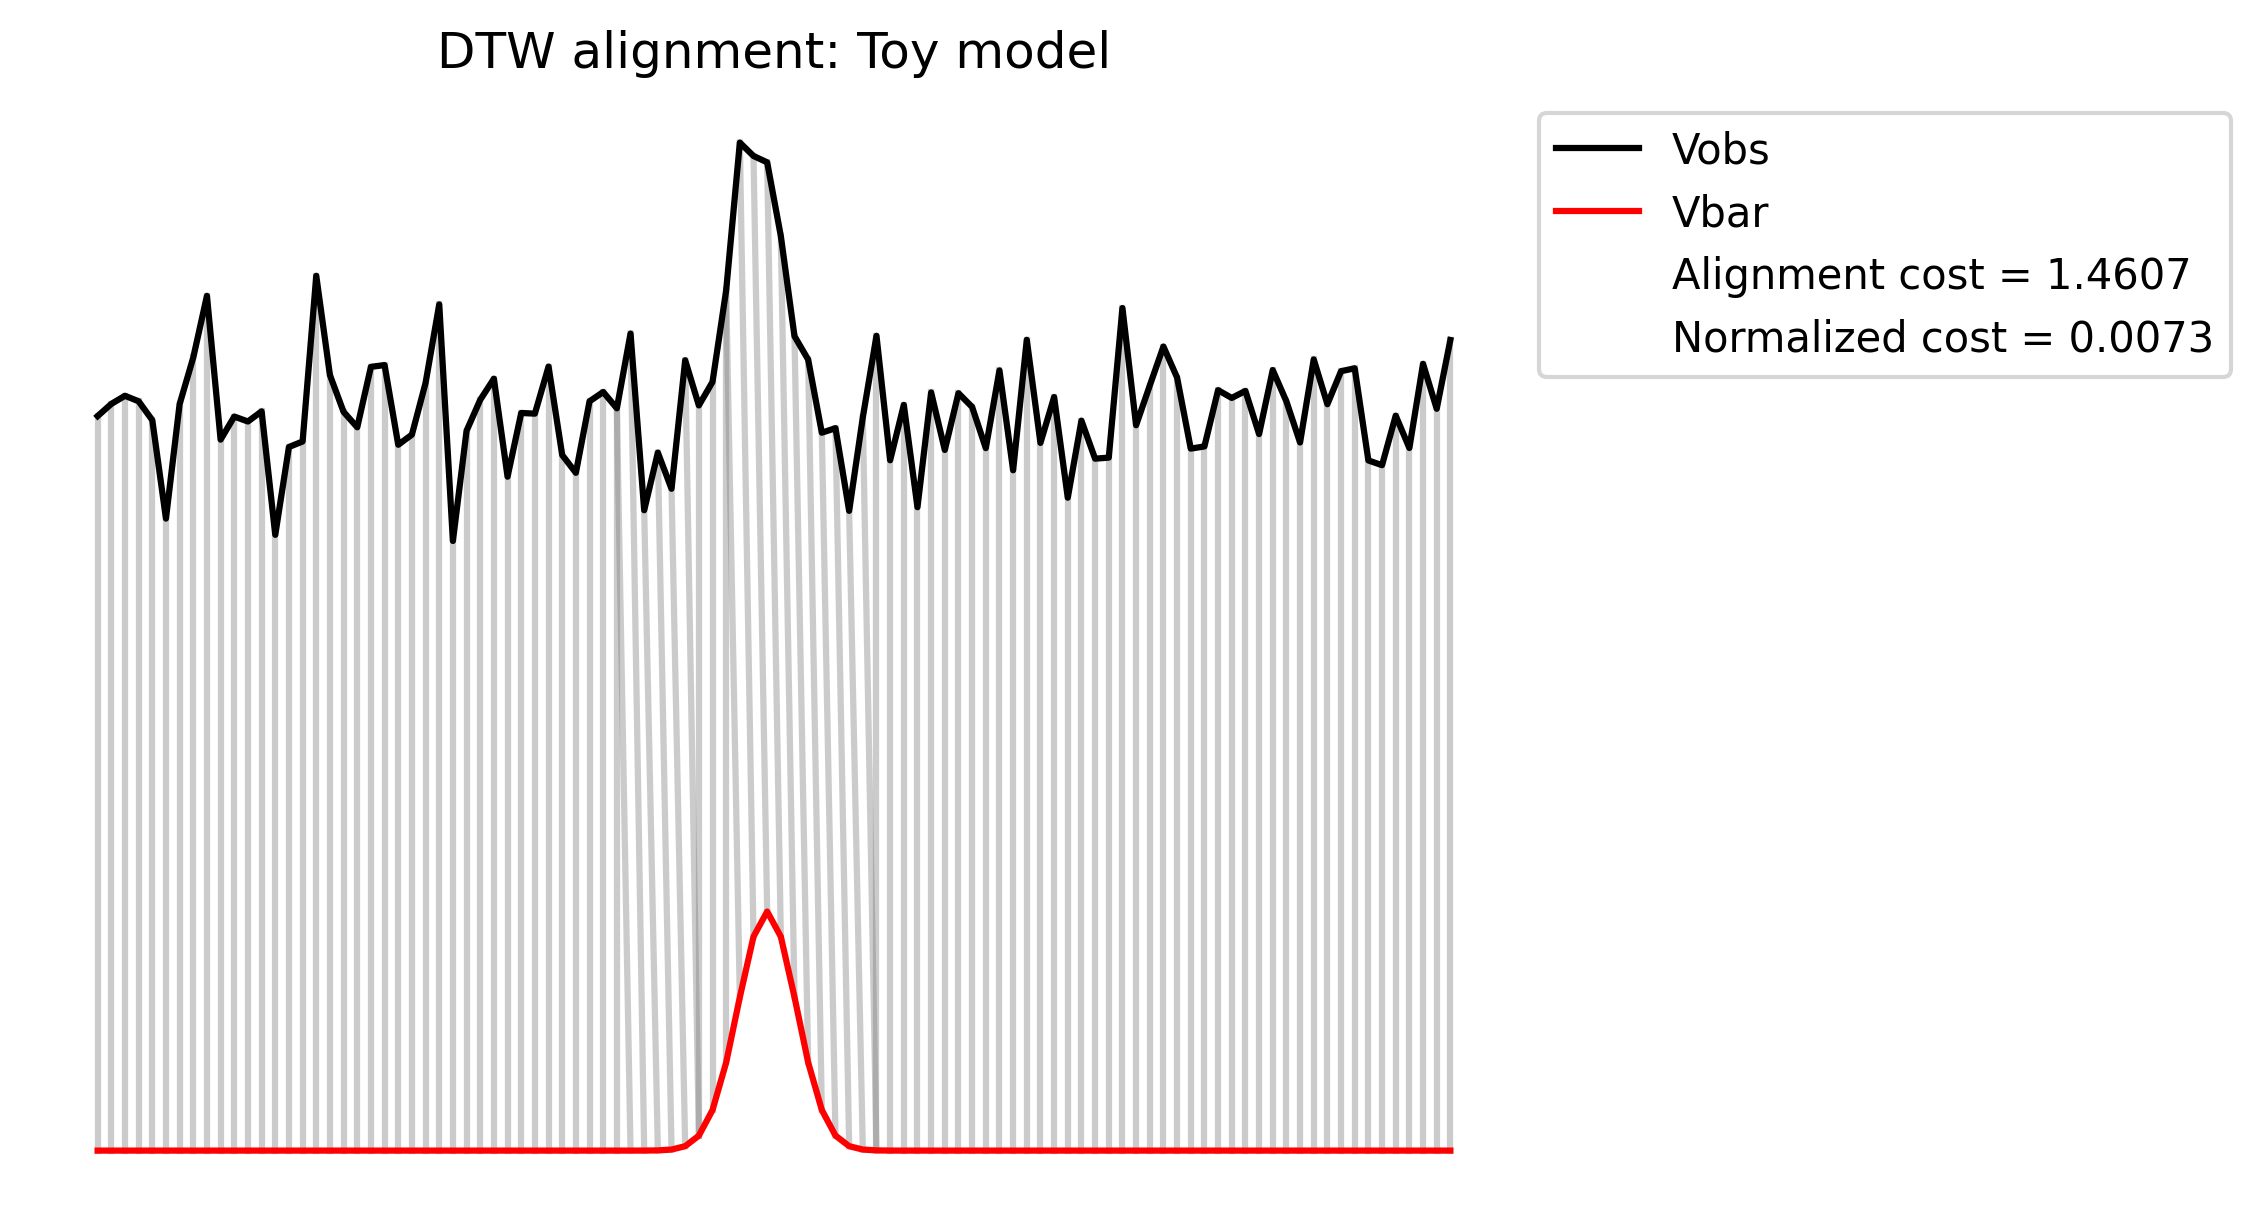 DTW alignment: Toy model
Vobs
Vbar
Alignment cost = 1.4607
Normalized cost = 0.0073